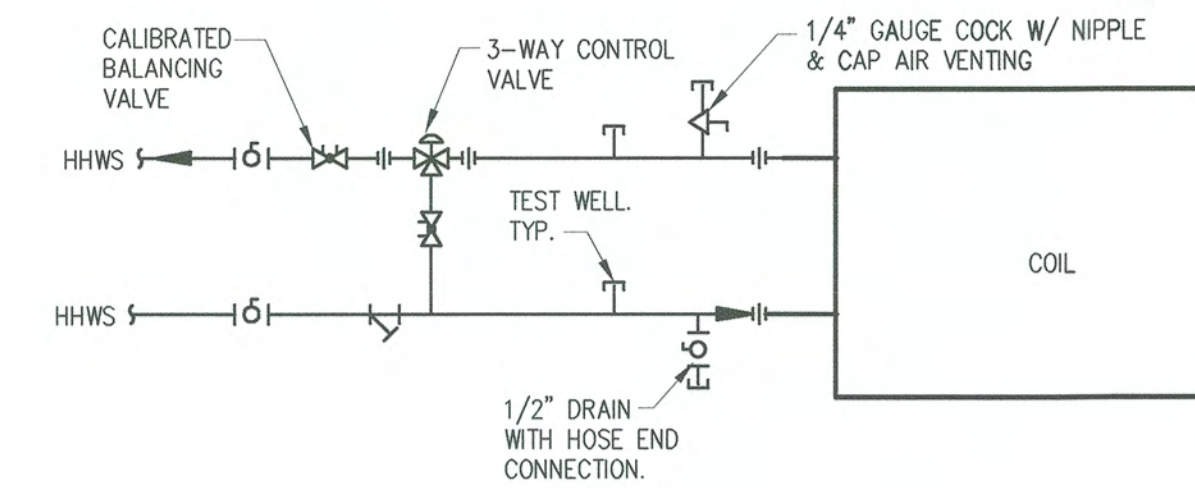 CALIBRATED
BALANCING
VALVE
3-WAY CONTROL
VALVE
1/4" GAUGE COCK W/ NIPPLE
& CAP AIR VENTING
HHWS
TEST WELL.
TYP.
COIL
HHWS
1/2" DRAIN
WITH HOSE END
CONNECTION.